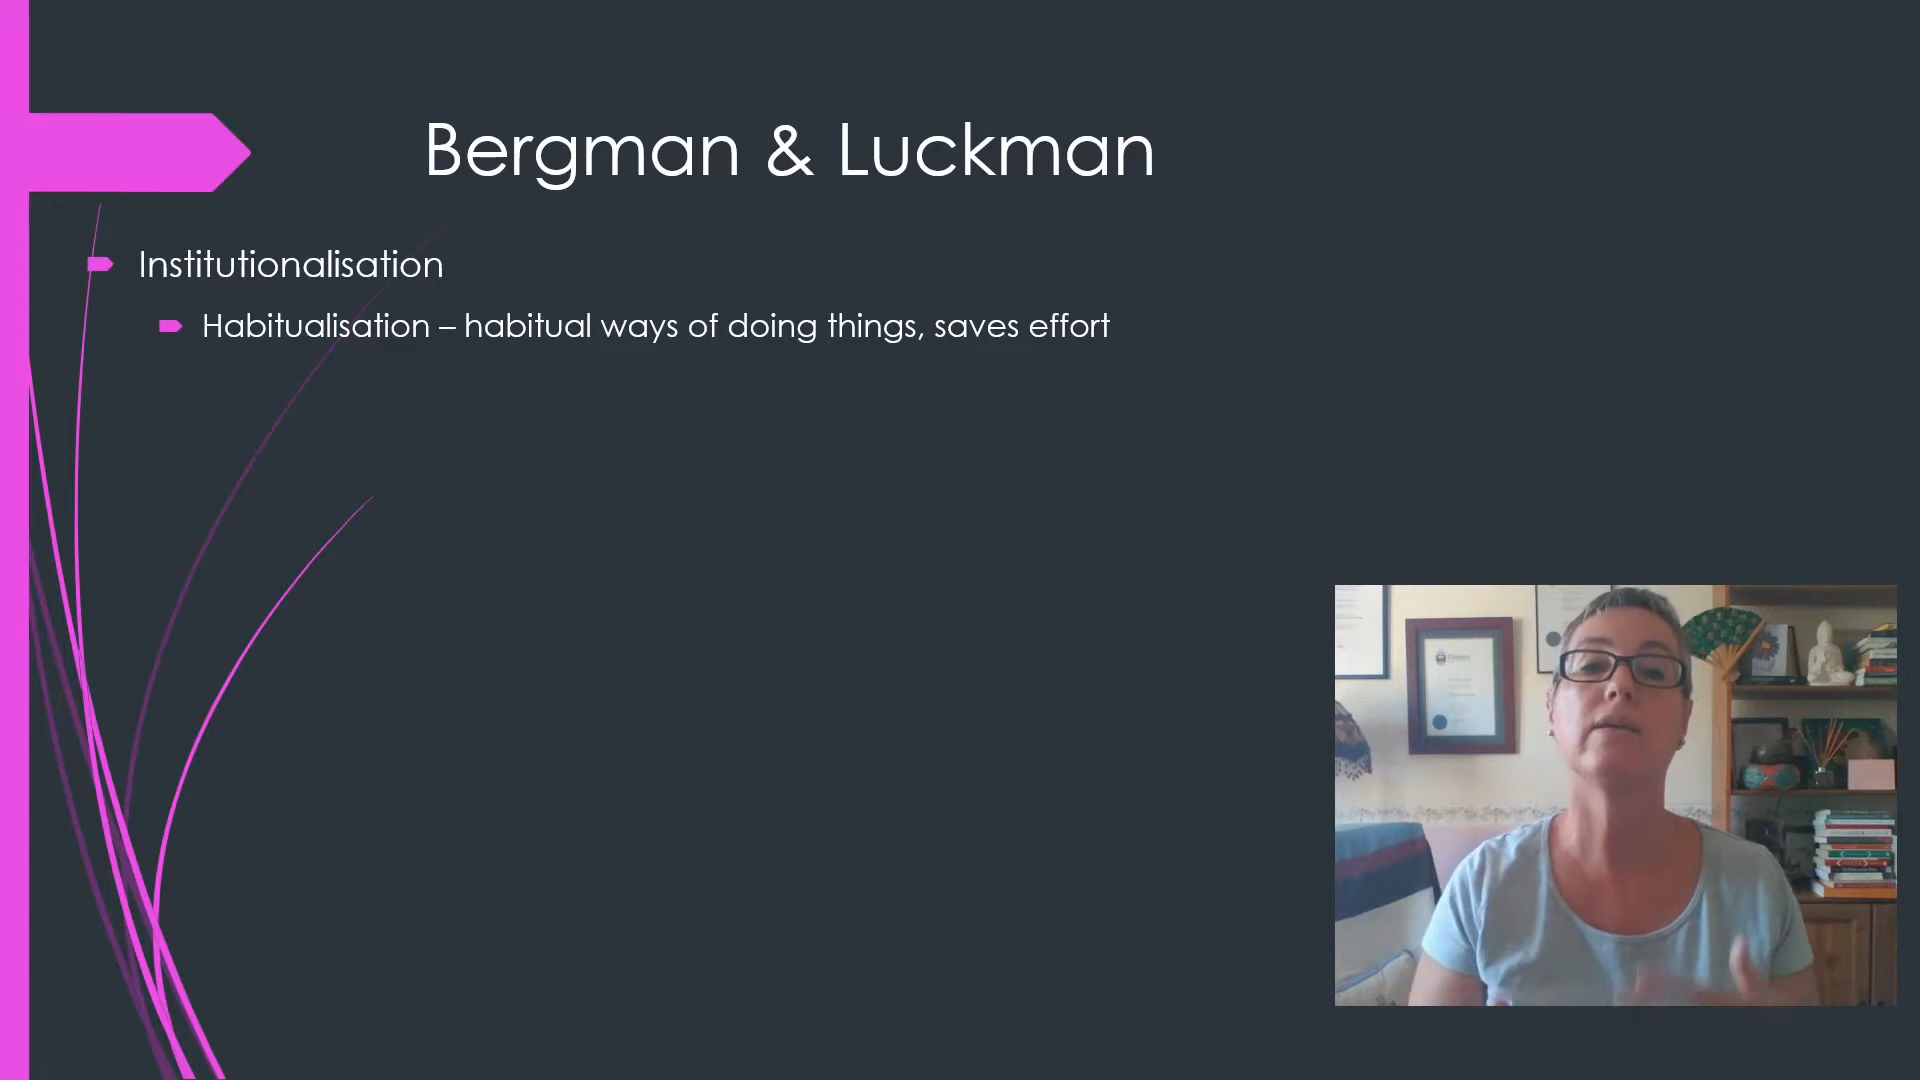 Bergman & Luckman
Institutionalisation
Habitualisation – habitual ways of doing things, saves effort